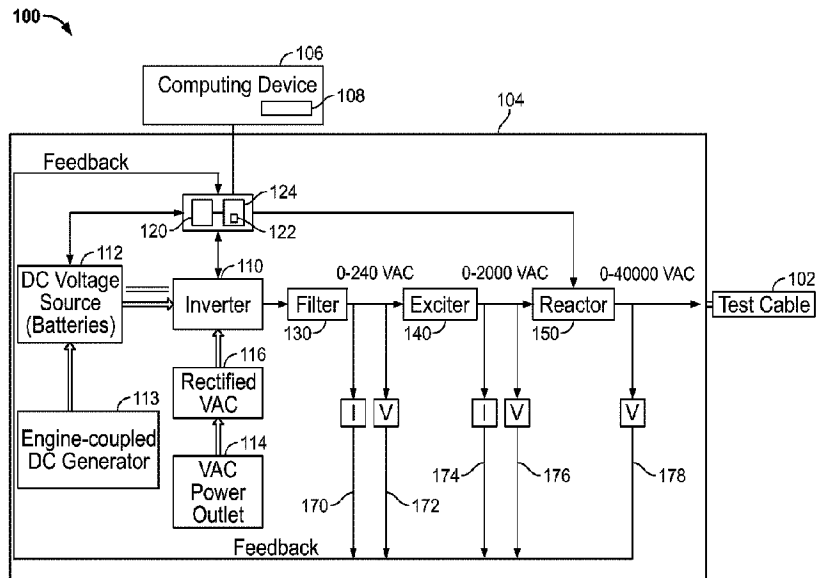 100
106
Computing Device
108
104
Feedback
124
120
122
112
110
DC Voltage
Source
(Batteries)
Inverter
Filter
130
0-240 VAC
Exciter
140
0-2000 VAC
Reactor
150
0-40000 VAC
102
Test Cable
116
Rectified
VAC
113
Engine-coupled
DC Generator
114
VAC
Power
Outlet
I
V
I
V
V
170
172
174
176
178
Feedback